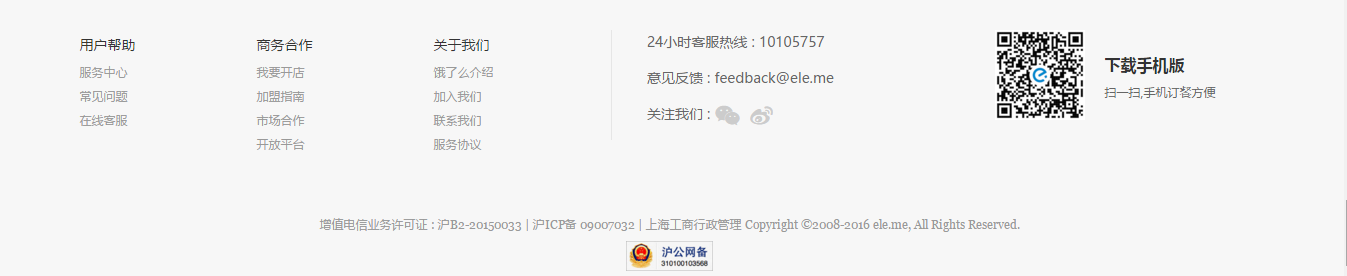 用户帮助
服务中心
常见问题
在线客服
商务合作
我要开店
加盟指南
市场合作
开放平台
关于我们
饿了么介绍
加入我们
联系我们
服务协议
24小时客服热线 : 10105757
意见反馈 : feedback@ele.me
关注我们 :
下载手机版
扫一扫,手机订餐方便
增值电信业务许可证 : 沪B2-20150033 | 沪ICP备 09007032 | 上海工商行政管理 Copyright ©2008-2016 ele.me, All Rights Reserved.
沪公网备
310100103568